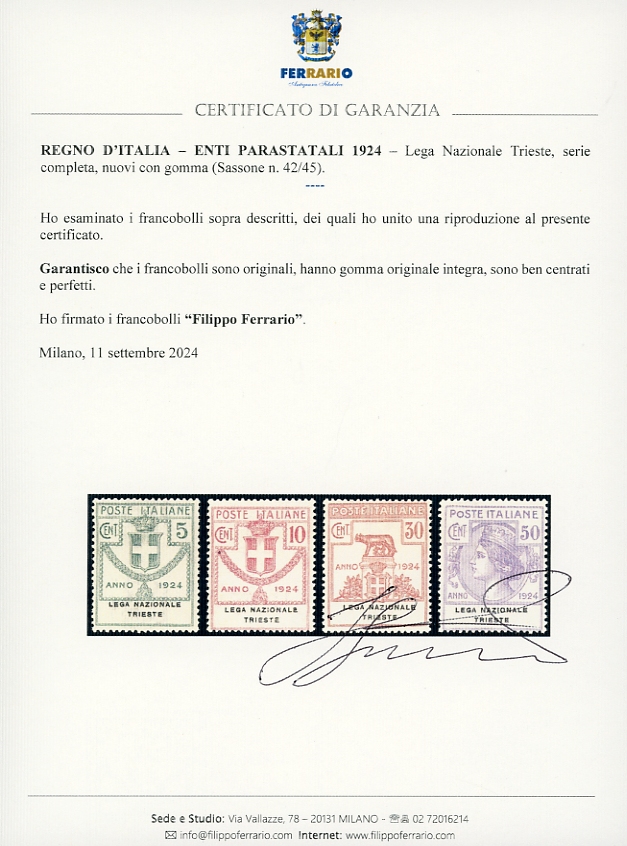 FERRARIO
CERTIFICATO DI GARANZIA
REGNO D'ITALIA – ENTI PARASTATALI 1924 – Lega Nazionale Trieste, serie
completa, nuovi con gomma (Sassone n. 42/45).
----
Ho esaminato i francobolli sopra descritti, dei quali ho unito una riproduzione al presente
certificato.
Garantisco che i francobolli sono originali, hanno gomma originale integra, sono ben centrati
e perfetti.
Ho firmato i francobolli “Filippo Ferrario”.
Milano, 11 settembre 2024
POSTE ITALIANE
CENT 5
ANNO 1924
LEGA NAZIONALE
TRIESTE
POSTE ITALIANE
CENT 10
ANNO 1924
LEGA NAZIONALE
TRIESTE
POSTE ITALIANE
CENT 30
ANNO 1924
LEGA NAZIONALE
TRIESTE
POSTE ITALIANE
CENT 50
ANNO 1924
LEGA NAZIONALE
TRIESTE
Sede e Studio: Via Vallazze, 78 – 20131 MILANO - 02 72016214
info@filippoferrario.com Internet: www.filippoferrario.com